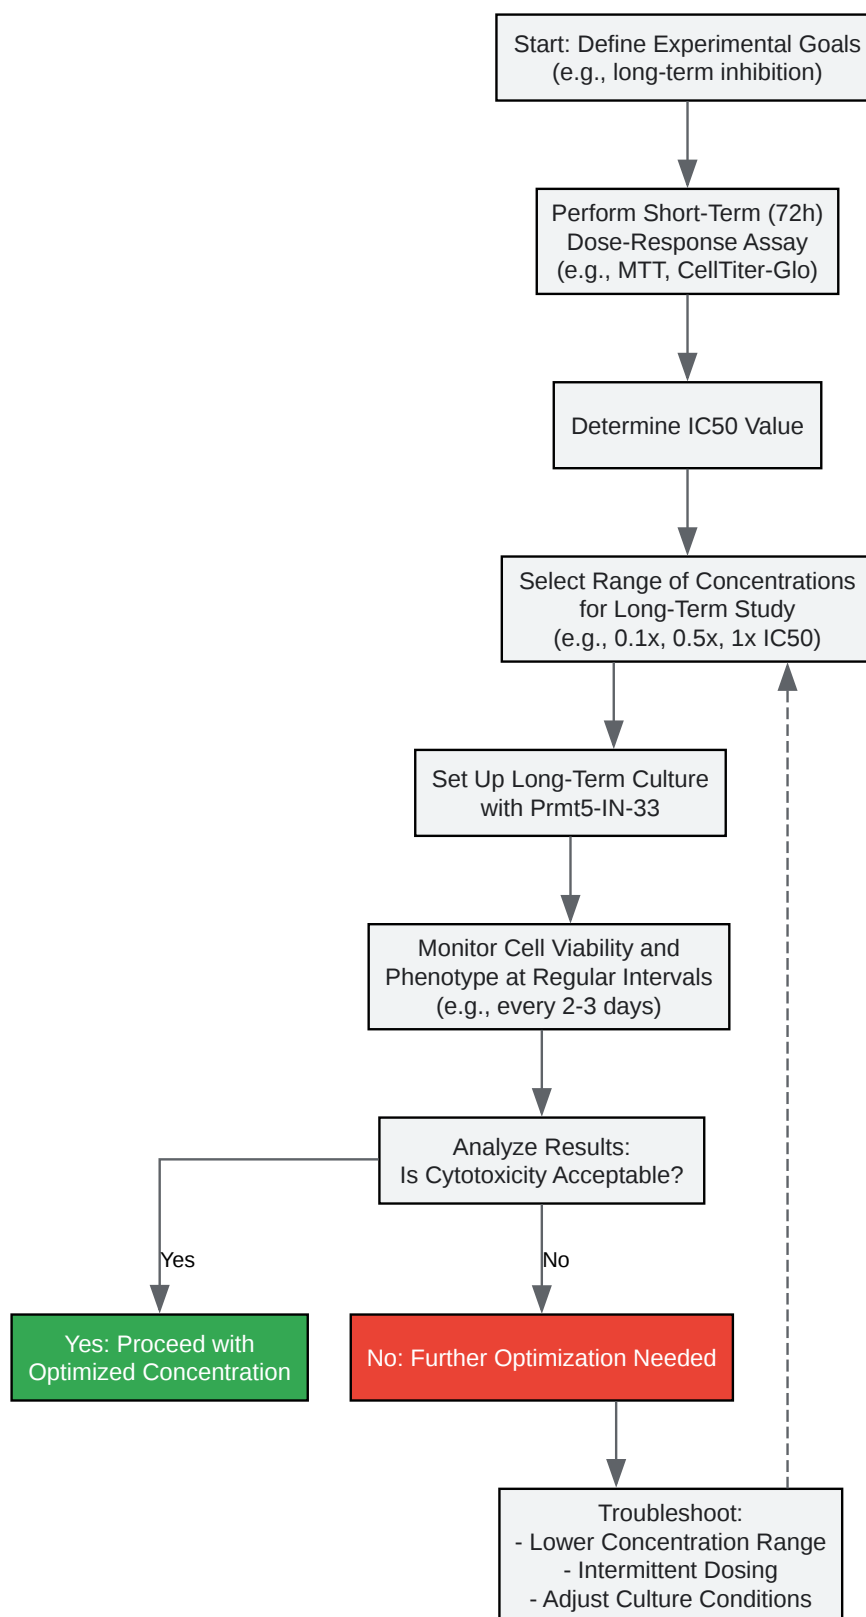 Start: Define Experimental Goals
(e.g., long-term inhibition)
Perform Short-Term (72h)
Dose-Response Assay
(e.g., MTT, CellTiter-Glo)
Determine IC50 Value
Select Range of Concentrations
for Long-Term Study
(e.g., 0.1x, 0.5x, 1x IC50)
Set Up Long-Term Culture
with Prmt5-IN-33
Monitor Cell Viability and
Phenotype at Regular Intervals
(e.g., every 2-3 days)
Analyze Results:
Is Cytotoxicity Acceptable?
Yes
No
Yes: Proceed with
Optimized Concentration
No: Further Optimization Needed
Troubleshoot:
- Lower Concentration Range
- Intermittent Dosing
- Adjust Culture Conditions